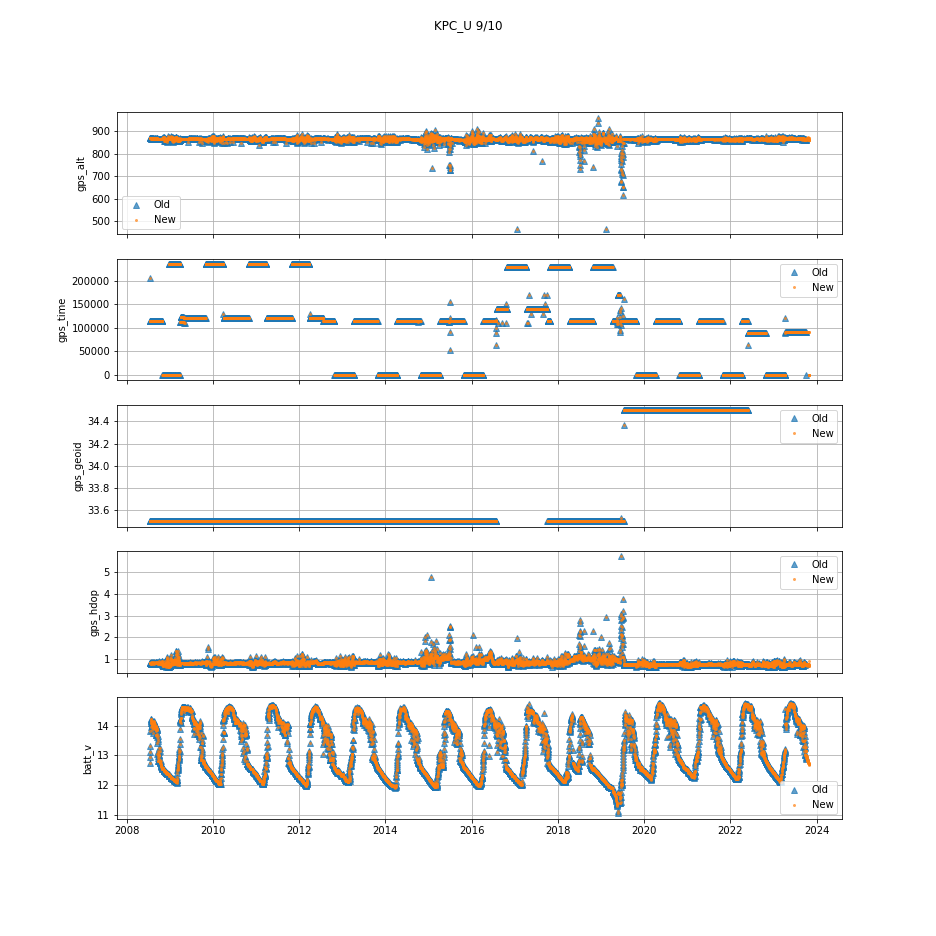 KPC_U 9/10
gps_alt
900
800
700
600
500
Old
New
gps_time
200000
150000
100000
50000
0
Old
New
gps_geoid
34.4
34.2
34.0
33.8
33.6
Old
New
gps_hdop
5
4
3
2
1
Old
New
batt_v
14
13
12
11
Old
New
2008 2010 2012 2014 2016 2018 2020 2022 2024